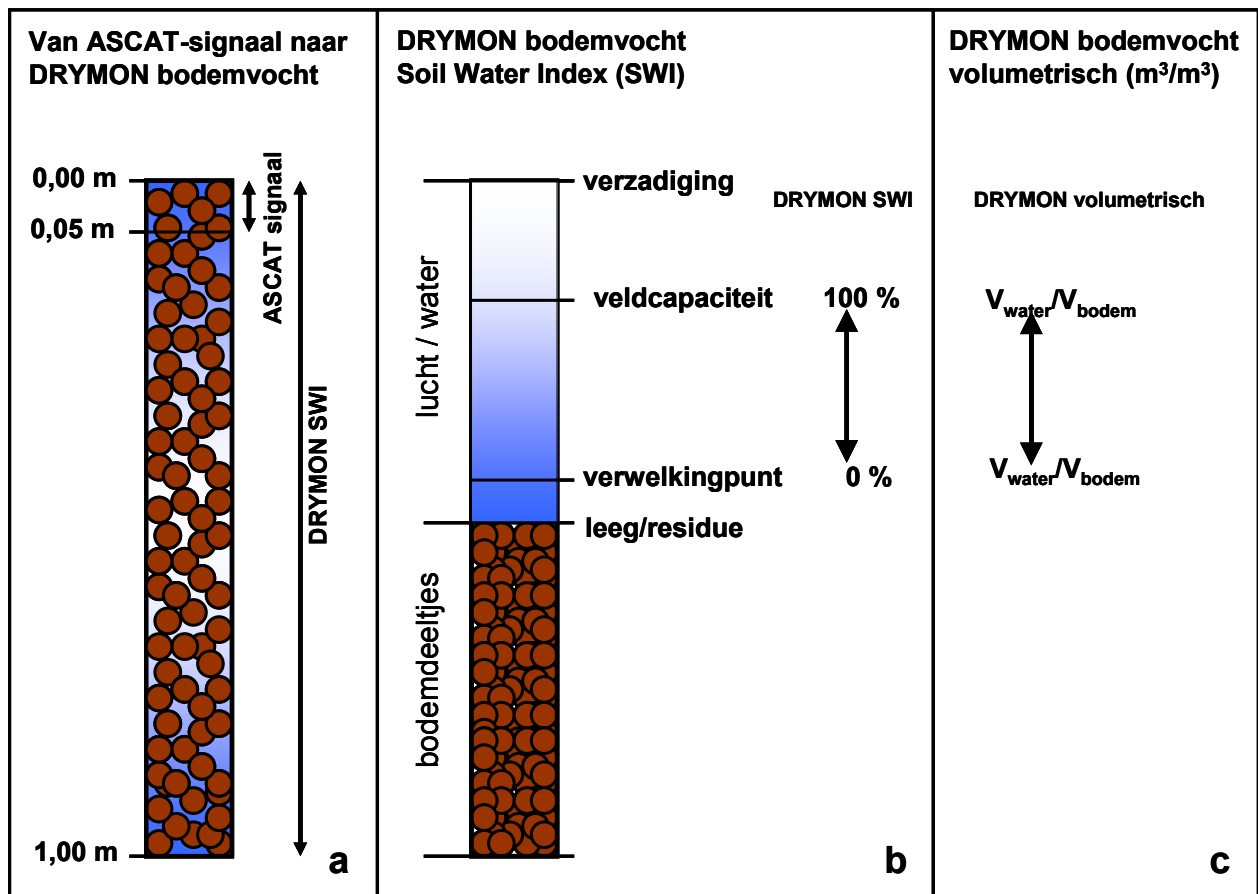 Van ASCAT-signaal naar
DRYMON bodemvocht
0,00 m
0,05 m
1,00 m
ASCAT signaal
DRYMON SWI
a
DRYMON bodemvocht
Soil Water Index (SWI)
verzadiging
DRYMON SWI
veldcapaciteit
100 %
lucht / water
verwelkingpunt
0 %
leeg/residue
bodemdeeltjes
b
DRYMON bodemvocht
volumetrisch (m³/m³)
DRYMON volumetrisch
Vwater/Vbodem
Vwater/Vbodem
c